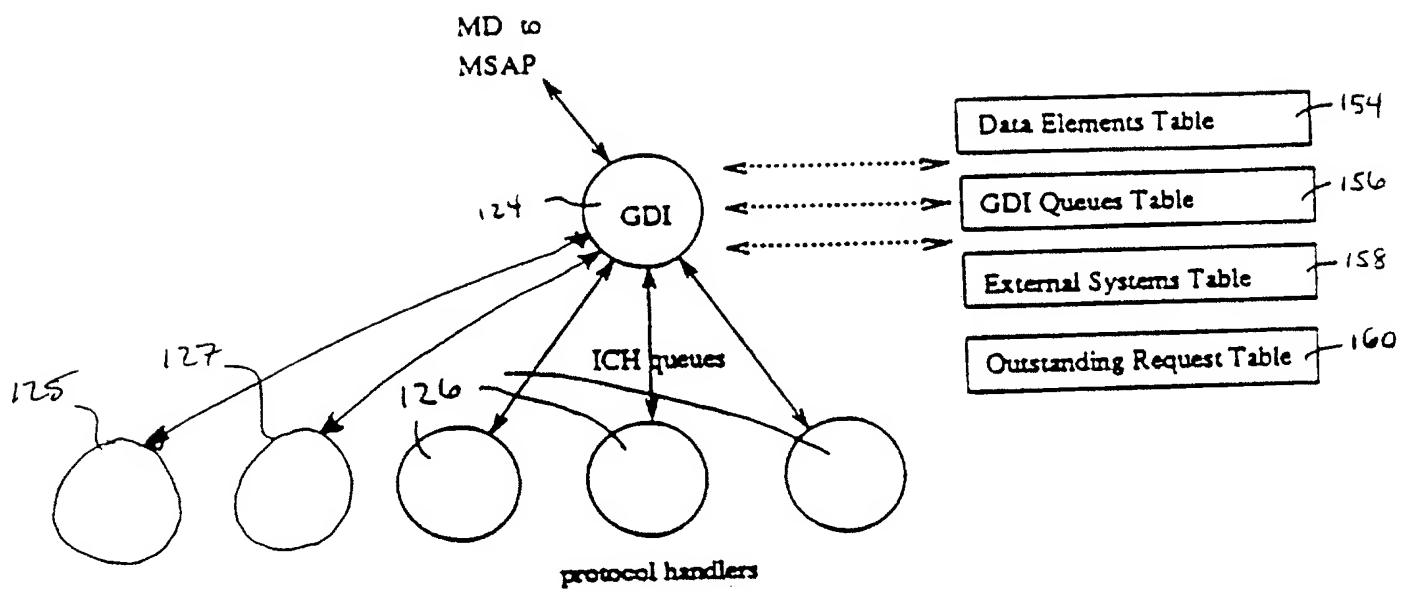 MD to
MSAP
Data Elements Table
154
124
GDI
GDI Queues Table
156
External Systems Table
158
ICH queues
Outstanding Request Table
160
125
127
126
protocol handlers